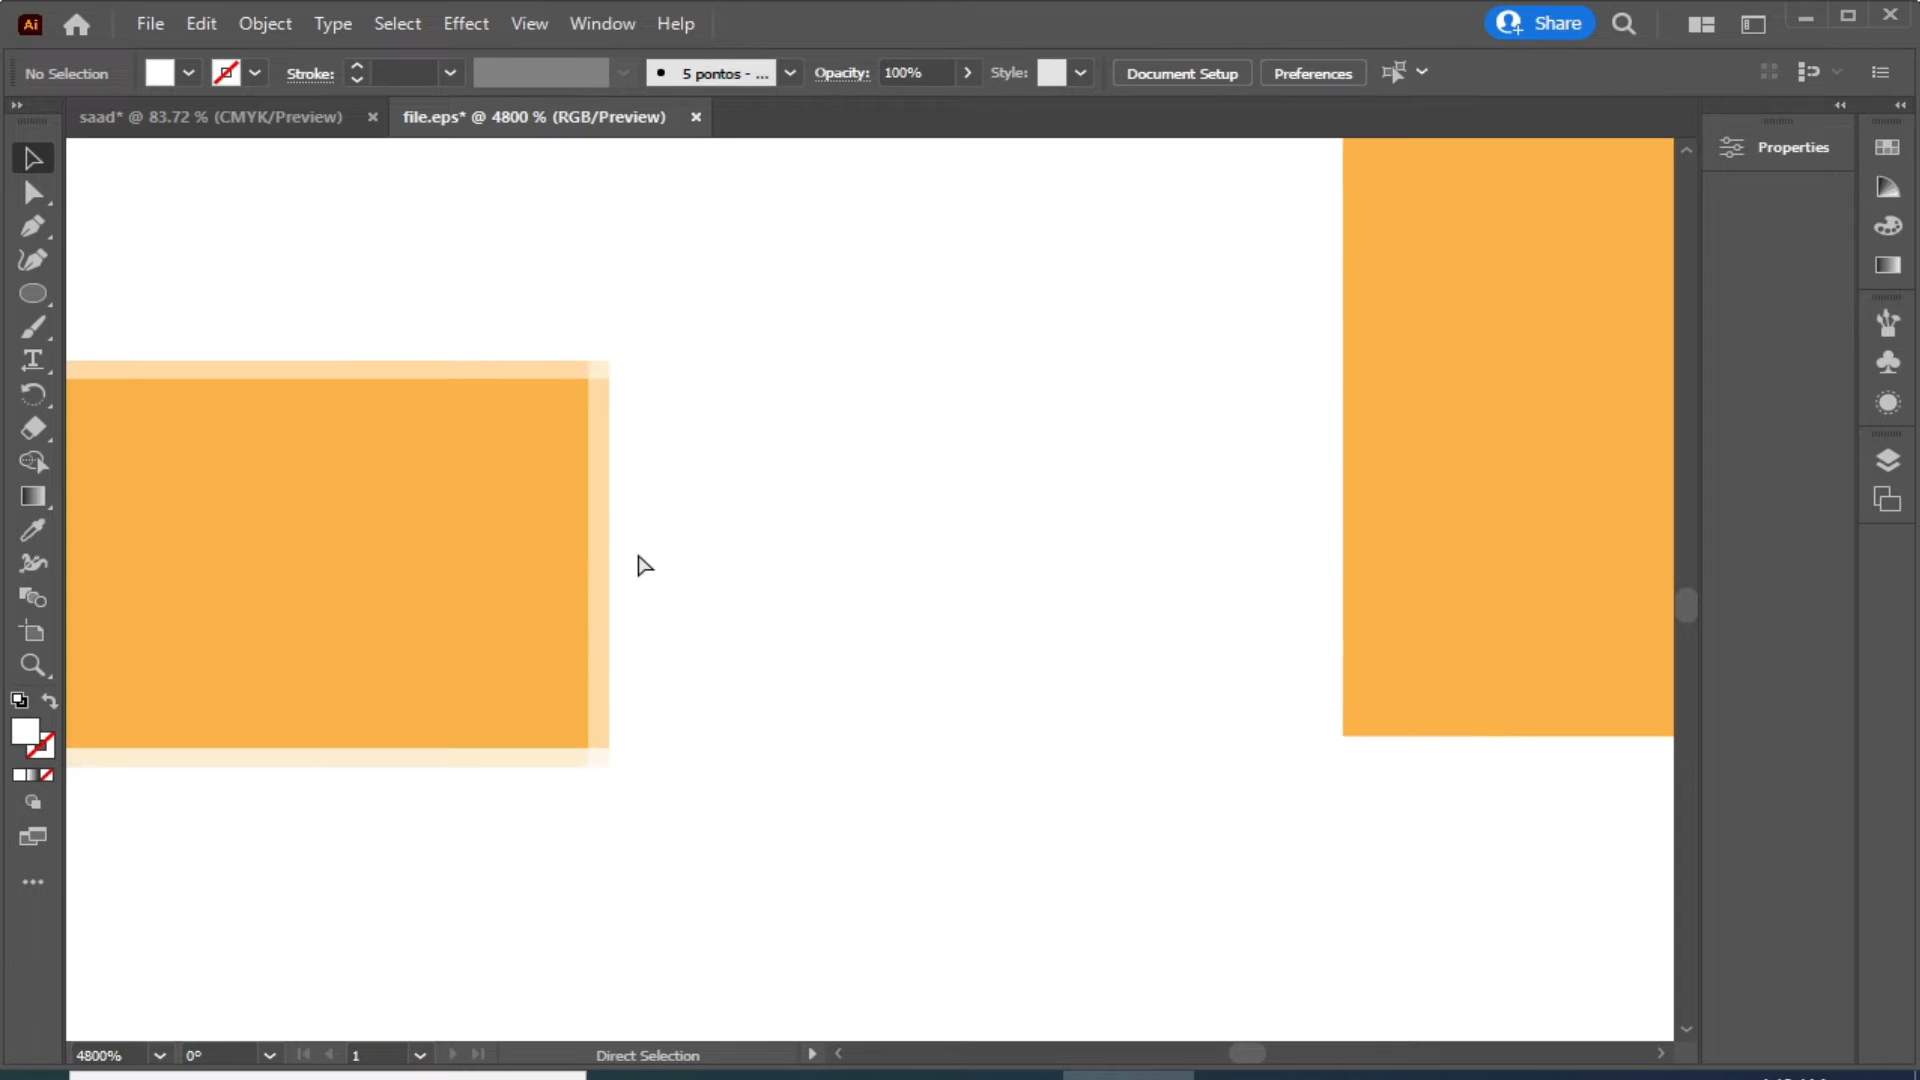 Ai File Edit Object Type Select Effect View Window Help Share
No Selection Stroke: 5 pontos - ... Opacity: 100% Style: Document Setup Preferences
saad* @ 83.72 % (CMYK/Preview) file.eps* @ 4800 % (RGB/Preview)
Properties
4800% 0° 1 Direct Selection